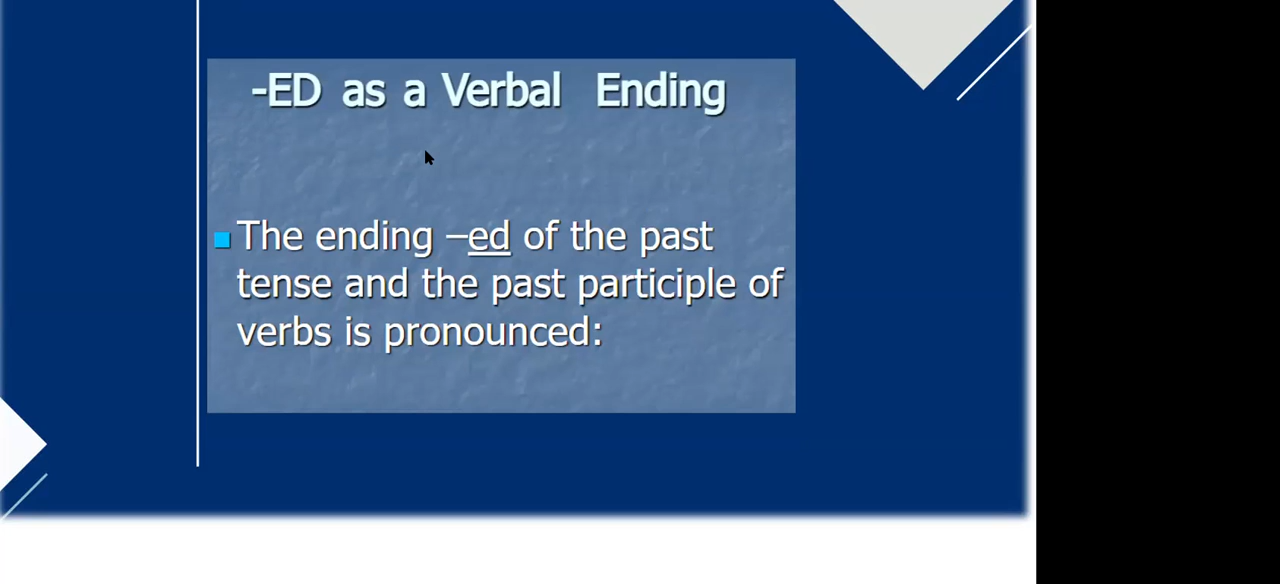 -ED as a Verbal Ending
The ending –ed of the past
tense and the past participle of
verbs is pronounced: